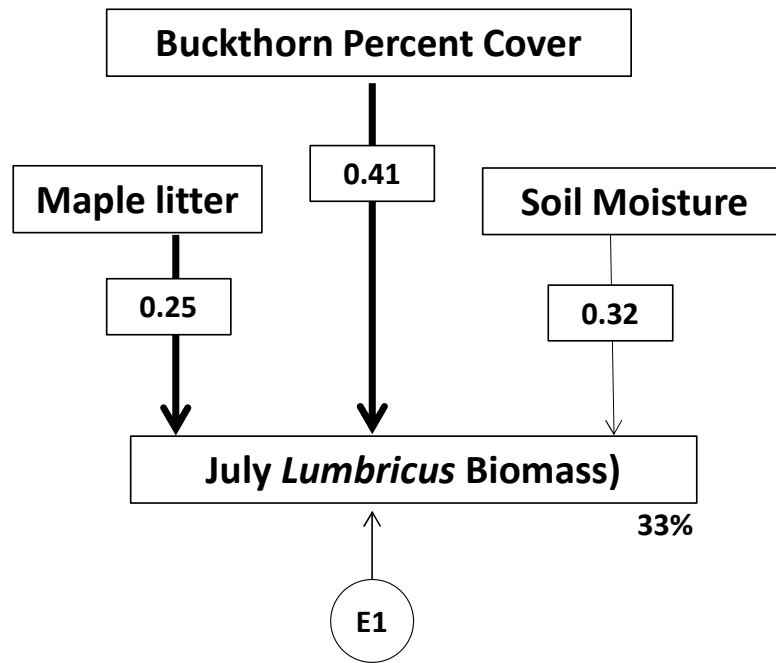 Buckthorn Percent Cover
0.41
Maple litter
Soil Moisture
0.25
0.32
July Lumbricus Biomass)
33%
E1